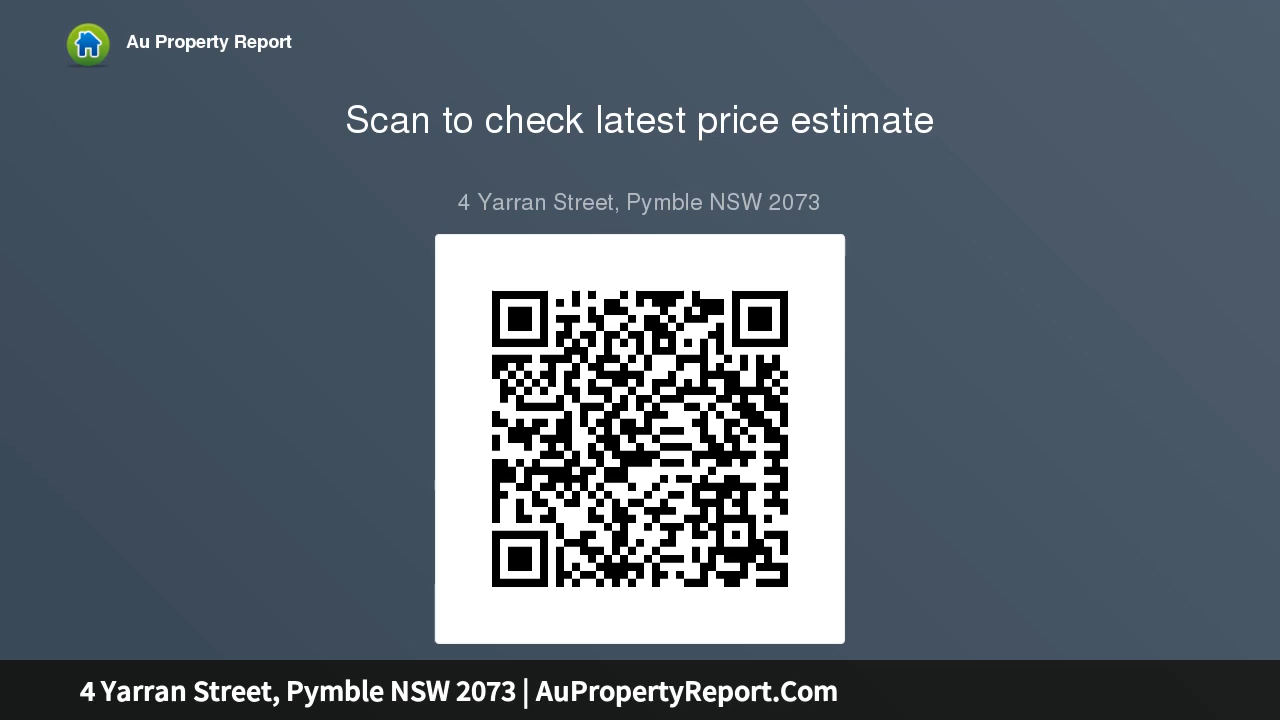 Au Property Report
Scan to check latest price estimate
4 Yarran Street, Pymble NSW 2073
4 Yarran Street, Pymble NSW 2073 | AuPropertyReport.Com